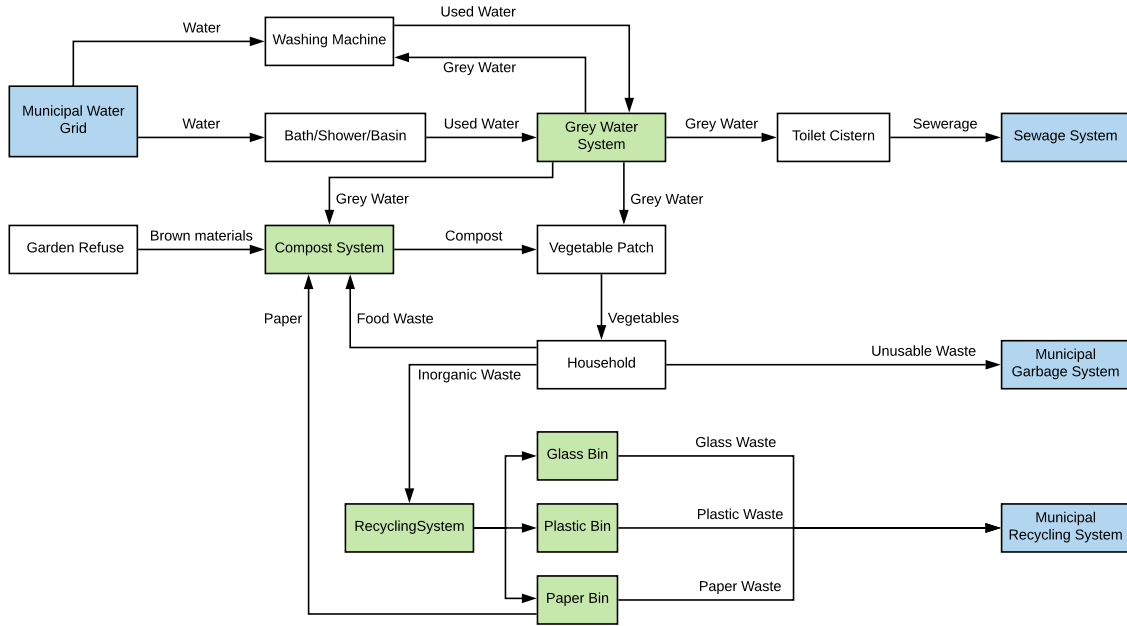 Used Water
Water
Washing Machine
Grey Water
Municipal Water
Grid
Water
Bath/Shower/Basin
Used Water
Grey Water
System
Grey Water
Toilet Cistern
Sewerage
Sewage System
Grey Water
Grey Water
Garden Refuse
Brown materials
Compost System
Compost
Vegetable Patch
Paper
Food Waste
Vegetables
Household
Unusable Waste
Municipal
Garbage System
Inorganic Waste
Glass Bin
Glass Waste
RecyclingSystem
Plastic Bin
Plastic Waste
Municipal
Recycling System
Paper Bin
Paper Waste